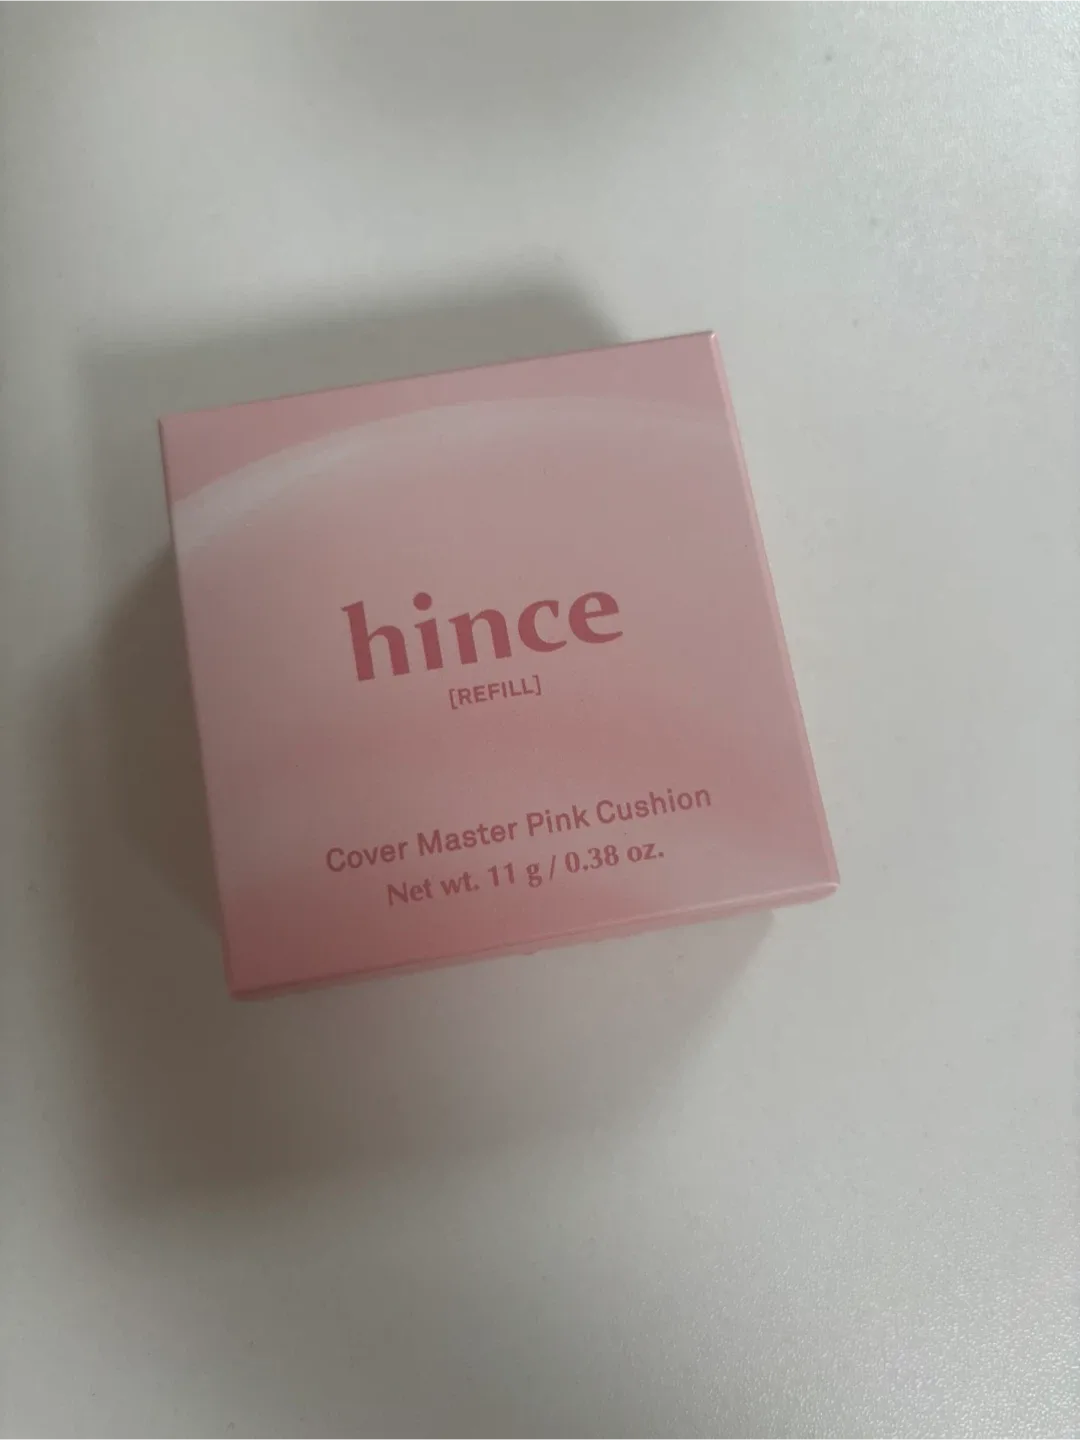 hince
[REFILL]
Cover Master Pink Cushion
Net wt. 11 g / 0.38 oz.